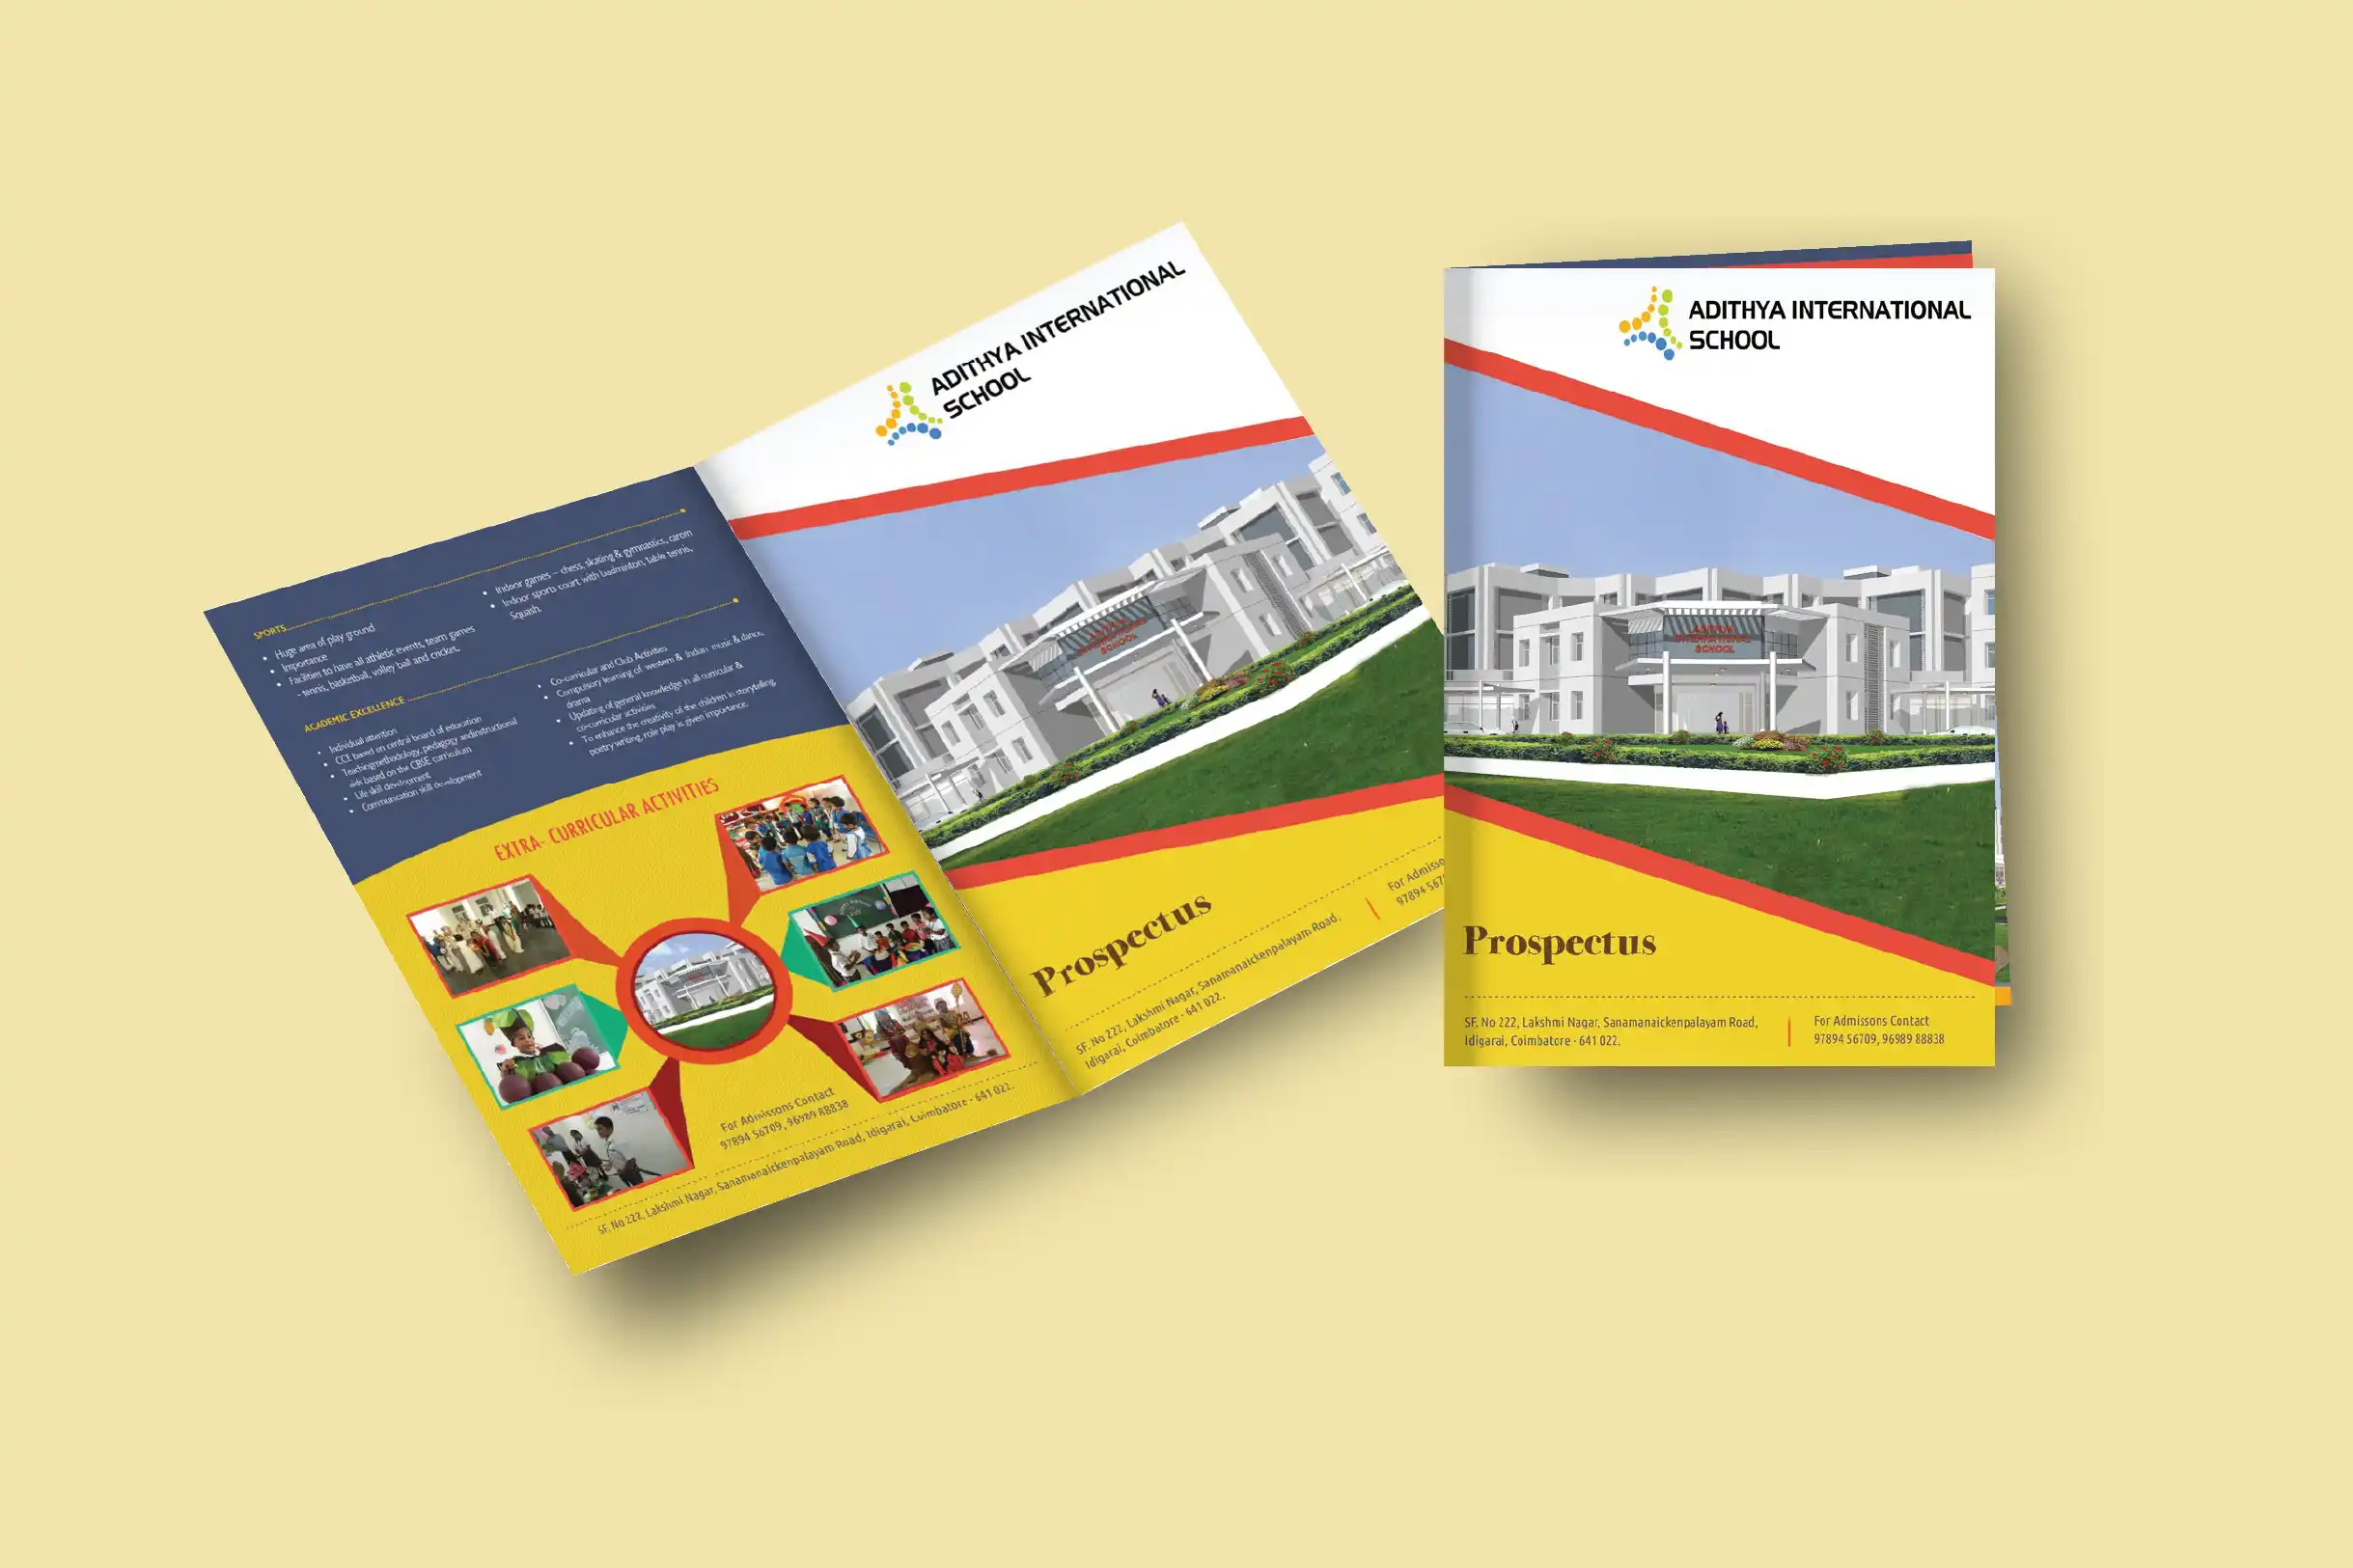 SPORTS
• Huge area of play ground
• Importance
• Facilities to have all athletic events, team games
- tennis, basketball, volley ball and cricket.
• Indoor games – chess, skating & gymnastics, carom
• Indoor sports court with badminton, table tennis,
Squash.
ACADEMIC EXCELLENCE
• Individual attention
• CCE based on central board of education
• Teaching methodology, pedagogy and instructional
aids based on the CBSE curriculum
• Life skill development
• Communication skill development
• Co-curricular and Club Activities
• Compulsory learning of western & Indian music & dance,
drama
• Updating of general knowledge in all curricular &
co-curricular activities
• To enhance the creativity of the children in storytelling,
poetry writing, role play is given importance.
EXTRA- CURRICULAR ACTIVITIES
For Admissons Contact
97894 56709, 96989 88838
SF. No 222, Lakshmi Nagar, Sanamanaickenpalayam Road, Idigarai, Coimbatore - 641 022.
ADITHYA INTERNATIONAL
SCHOOL
ADITHYA
INTERNATIONAL
SCHOOL
Prospectus
SF. No 222, Lakshmi Nagar, Sanamanaickenpalayam Road,
Idigarai, Coimbatore - 641 022.
For Admisso
97894 567
ADITHYA INTERNATIONAL
SCHOOL
ADITHYA
INTERNATIONAL
SCHOOL
Prospectus
SF. No 222, Lakshmi Nagar, Sanamanaickenpalayam Road,
Idigarai, Coimbatore - 641 022.
For Admissons Contact
97894 56709, 96989 88838